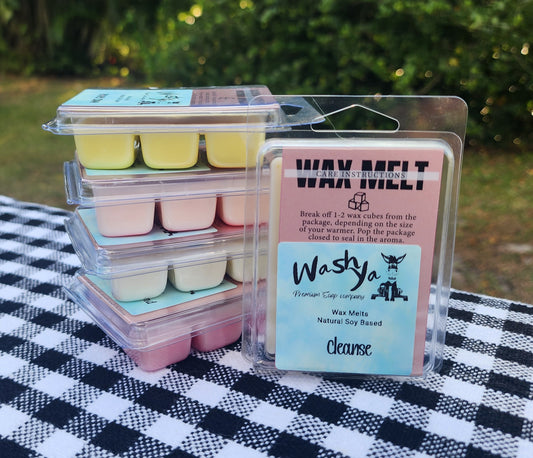 WAX MELT
CARE INSTRUCTIONS
Break off 1-2 wax cubes from the
package, depending on the size
of your warmer. Pop the package
closed to seal in the aroma.
Wash Ya
Premium Soap company
Wax Melts
Natural Soy Based
Cleanse